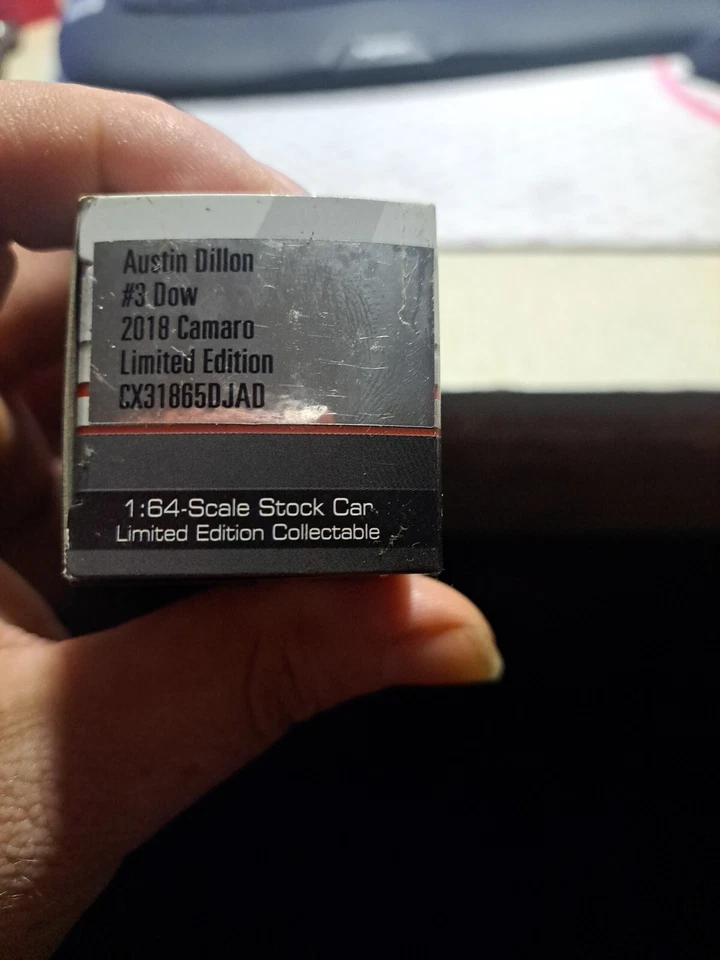 Austin Dillon
#3 Dow
2018 Camaro
Limited Edition
CX31865DJAD
1:64-Scale Stock Car
Limited Edition Collectable